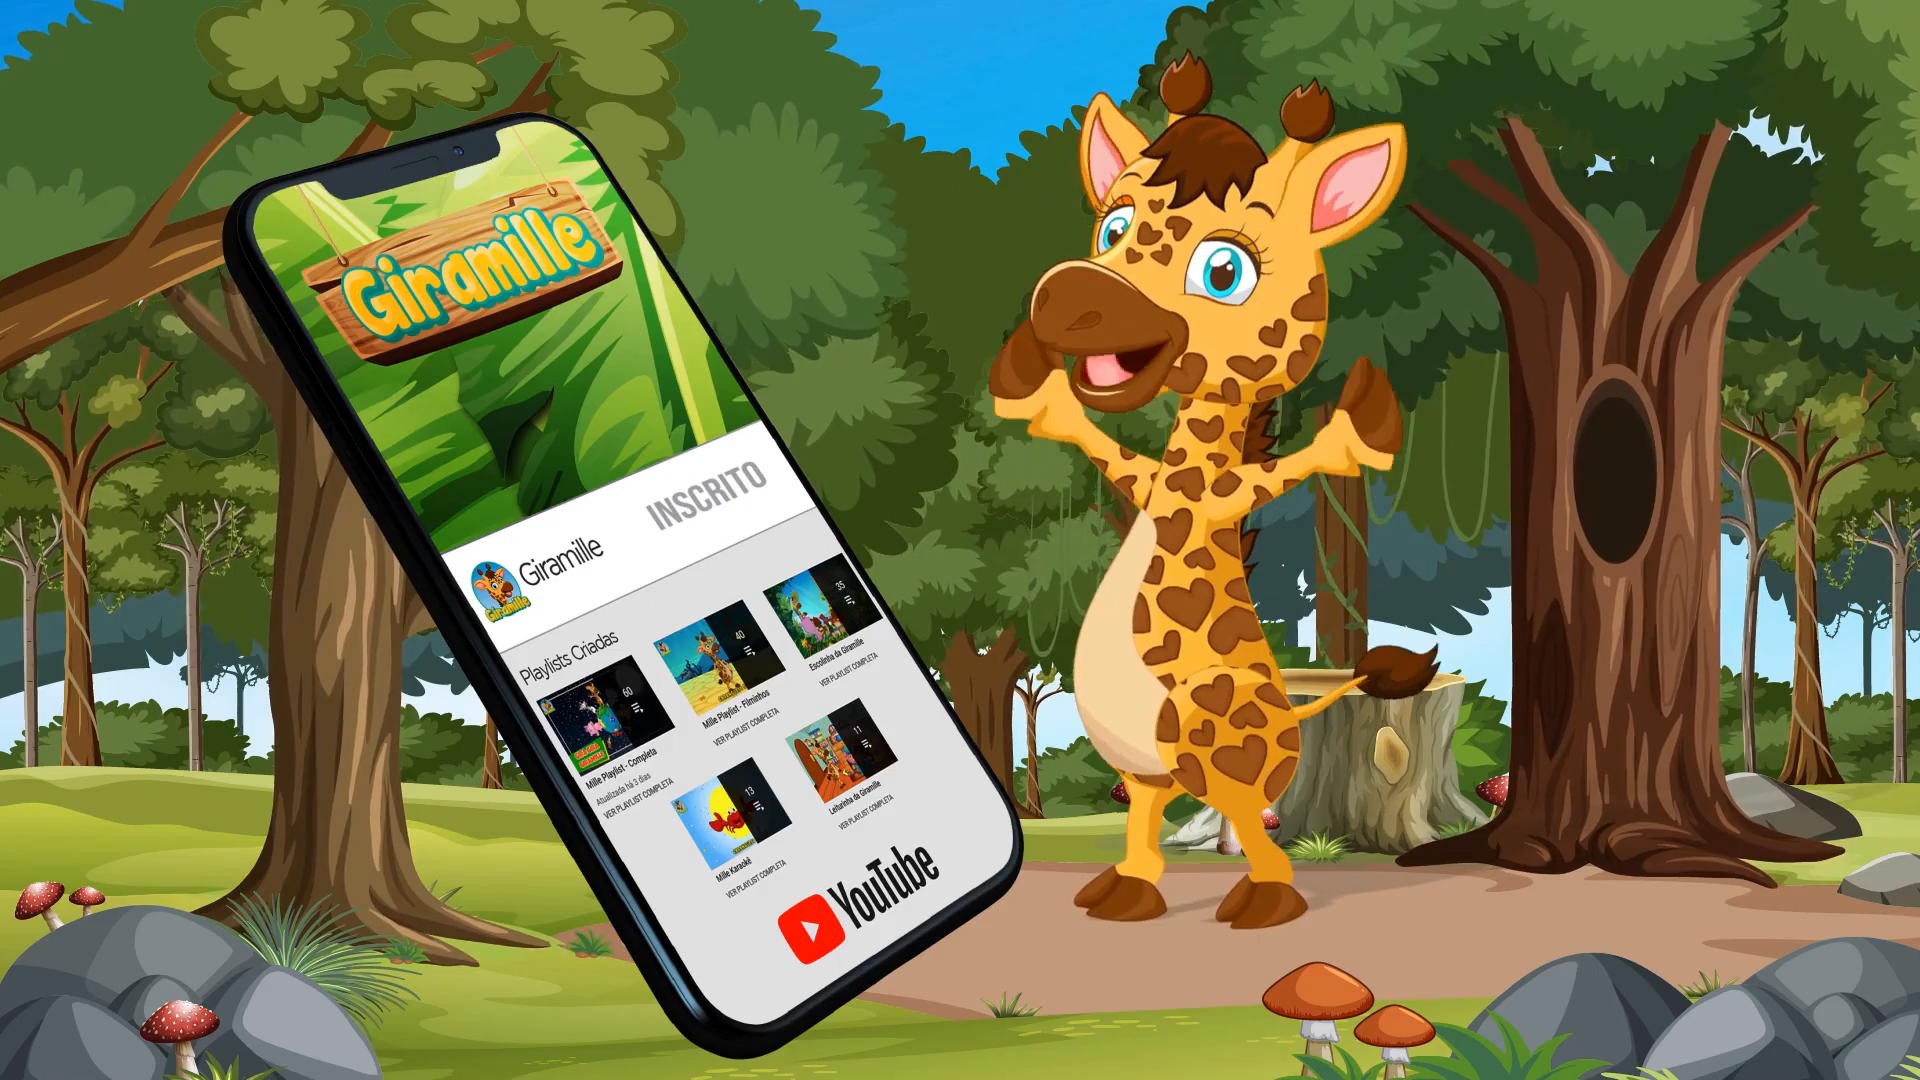 Giramille
INSCRITO
Giramille
Playlists Criadas
60
Mille Playlist - Completa
Atualizada há 3 dias
VER PLAYLIST COMPLETA
40
Mille Playlist - Filminhos
VER PLAYLIST COMPLETA
35
Escolinha da Giramille
VER PLAYLIST COMPLETA
13
Mille Karaokê
VER PLAYLIST COMPLETA
11
Leiturinha da Giramille
VER PLAYLIST COMPLETA
YouTube